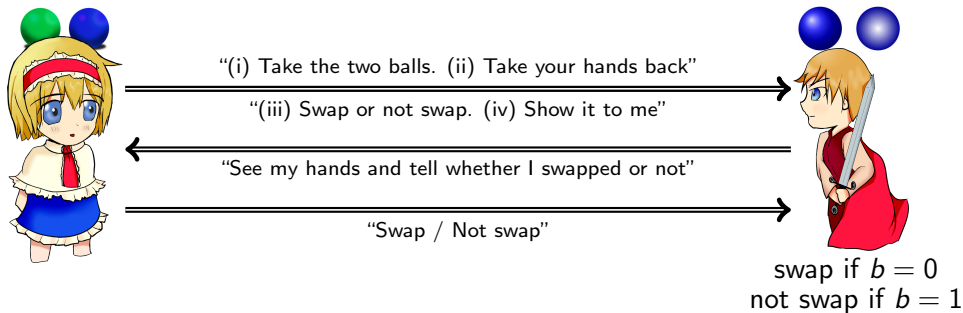 “(i) Take the two balls. (ii) Take your hands back”
“(iii) Swap or not swap. (iv) Show it to me”
“See my hands and tell whether I swapped or not”
“Swap / Not swap”
swap if b = 0
not swap if b = 1